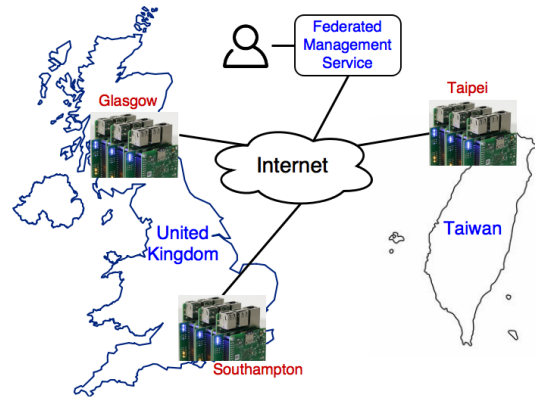 Federated
Management
Service
Glasgow
Taipei
Internet
United
Kingdom
Taiwan
Southampton